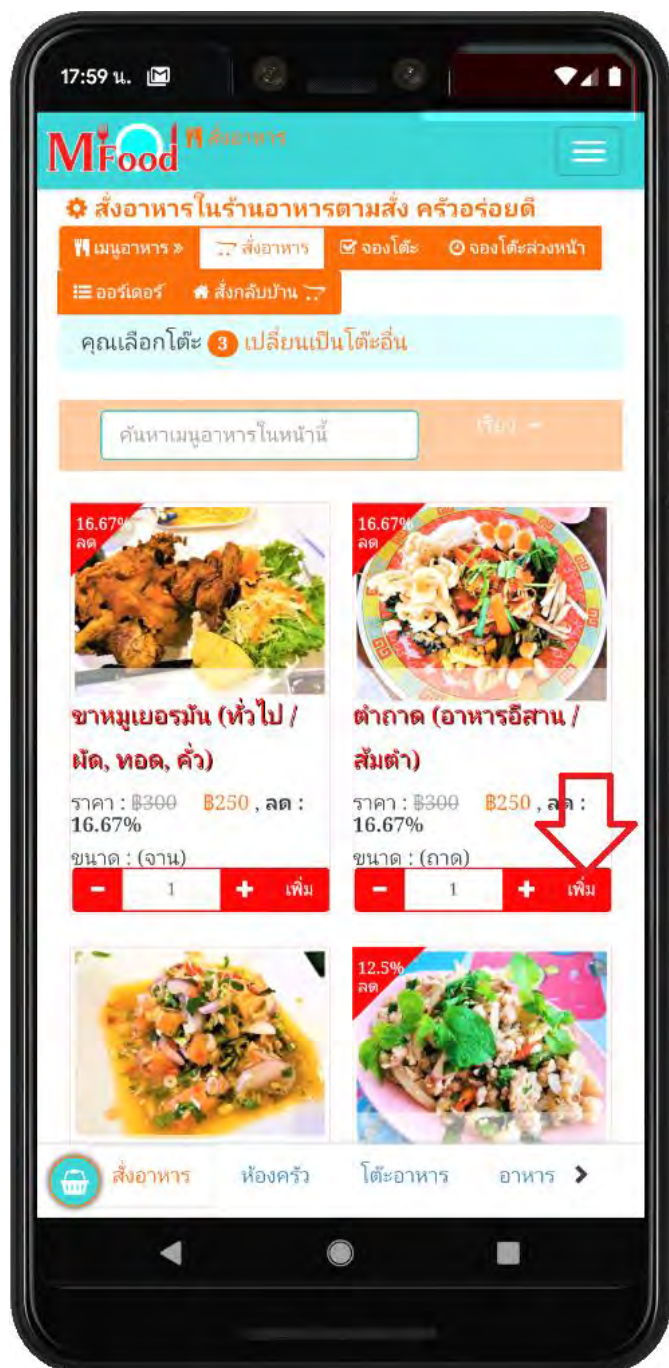 17:59 น.
MFood สั่งอาหาร
สั่งอาหารในร้านอาหารตามสั่ง ครัวอร่อยดี
เมนูอาหาร » สั่งอาหาร จองโต๊ะ จองโต๊ะล่วงหน้า
ออร์เดอร์ สั่งกลับบ้าน
คุณเลือกโต๊ะ 3 เปลี่ยนเป็นโต๊ะอื่น
ค้นหาเมนูอาหารในหน้านี้ เรียง
16.67% ลด
16.67% ลด
ขาหมูเยอรมัน (ทั่วไป /
ผัด, ทอด, คั่ว)
ราคา : ฿300 ฿250 , ลด :
16.67%
ขนาด : (จาน)
- 1 + เพิ่ม
ตำถาด (อาหารอีสาน /
ส้มตำ)
ราคา : ฿300 ฿250 , ลด :
16.67%
ขนาด : (ถาด)
- 1 + เพิ่ม
12.5%
ลด
สั่งอาหาร ห้องครัว โต๊ะอาหาร อาหาร